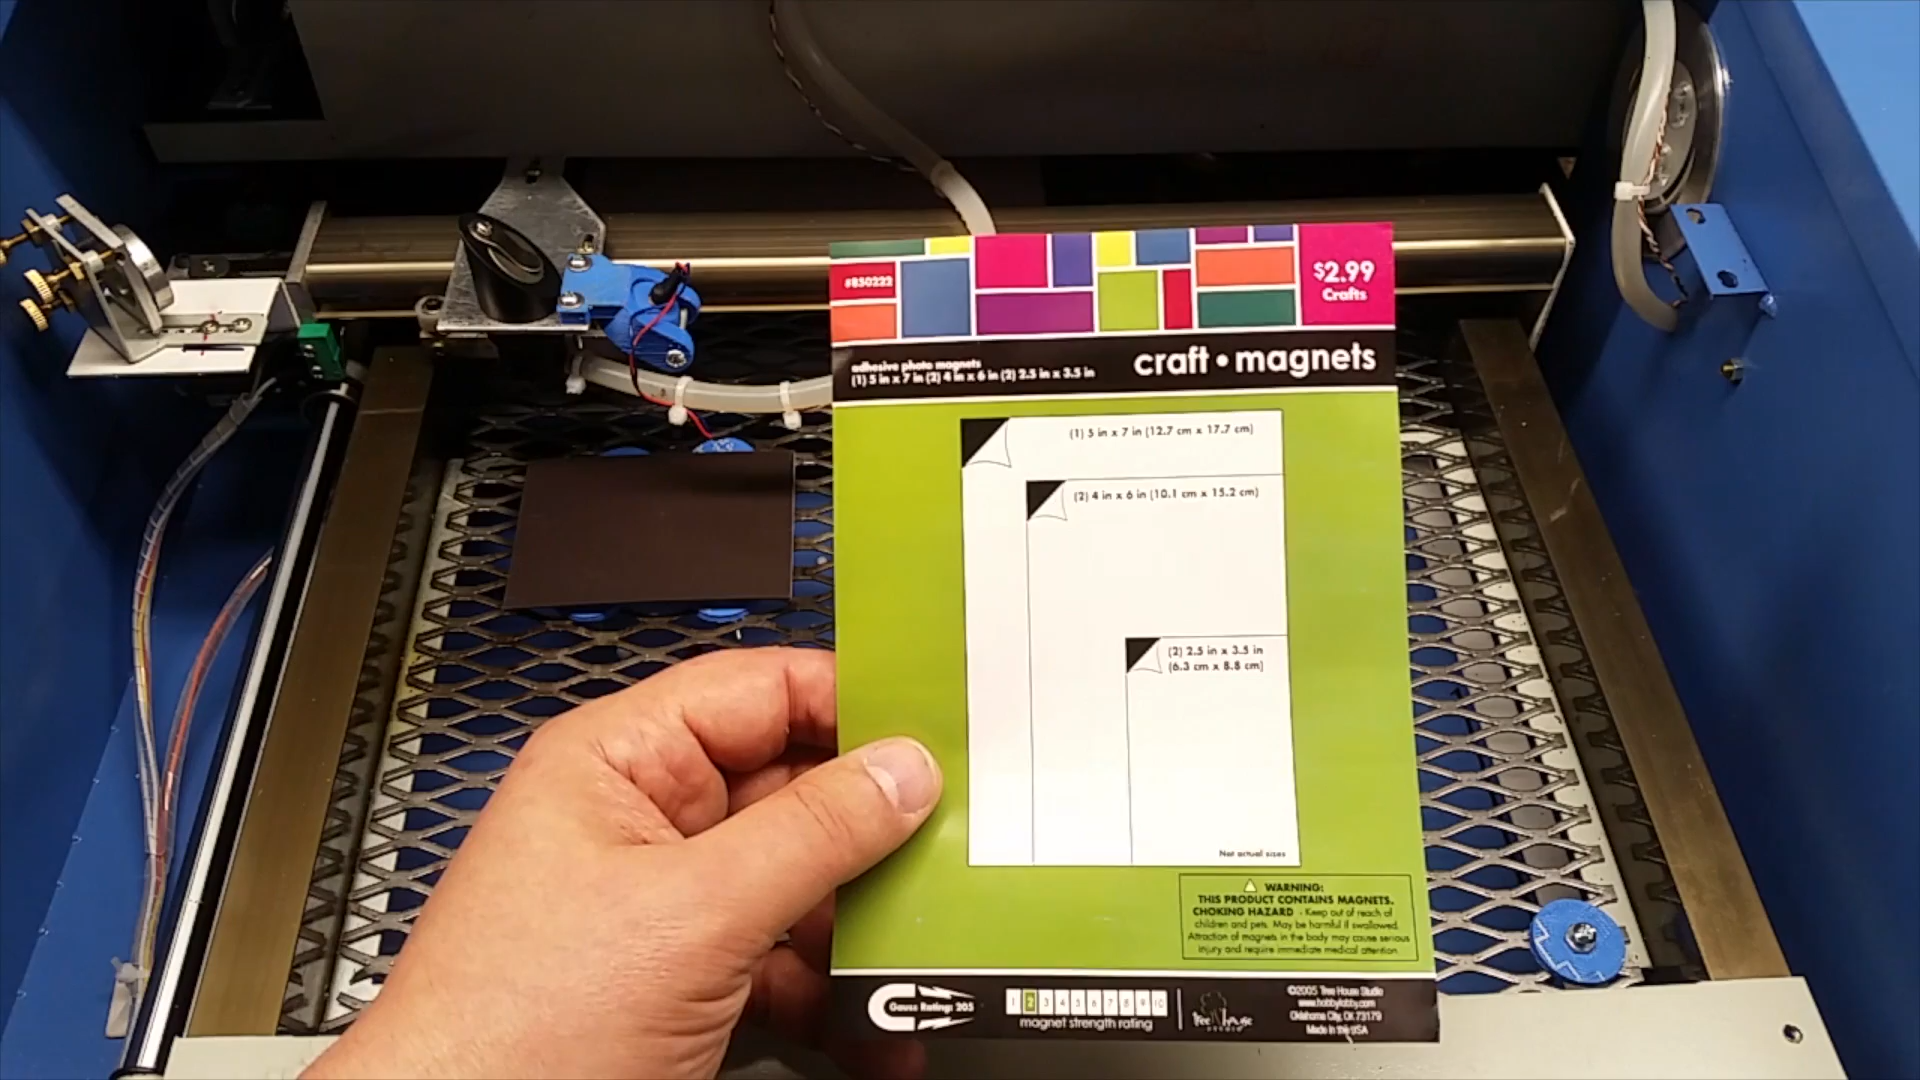 #850222
$2.99
Crafts
adhesive photo magnets
(1) 5 in x 7 in (2) 4 in x 6 in (2) 2.5 in x 3.5 in
craft • magnets
(1) 5 in x 7 in (12.7 cm x 17.7 cm)
(2) 4 in x 6 in (10.1 cm x 15.2 cm)
(2) 2.5 in x 3.5 in
(6.3 cm x 8.8 cm)
Not actual sizes
WARNING:
THIS PRODUCT CONTAINS MAGNETS.
CHOKING HAZARD - Keep out of reach of
children and pets. May be harmful if swallowed.
Attraction of magnets in the body may cause serious
injury and require immediate medical attention.
Gauss Rating: 205
1 2 3 4 5 6 7 8 9 10
magnet strength rating
Tree House
STUDIO
©2005 Tree House Studio
www.hobbylobby.com
Oklahoma City, OK 73179
Made in the USA